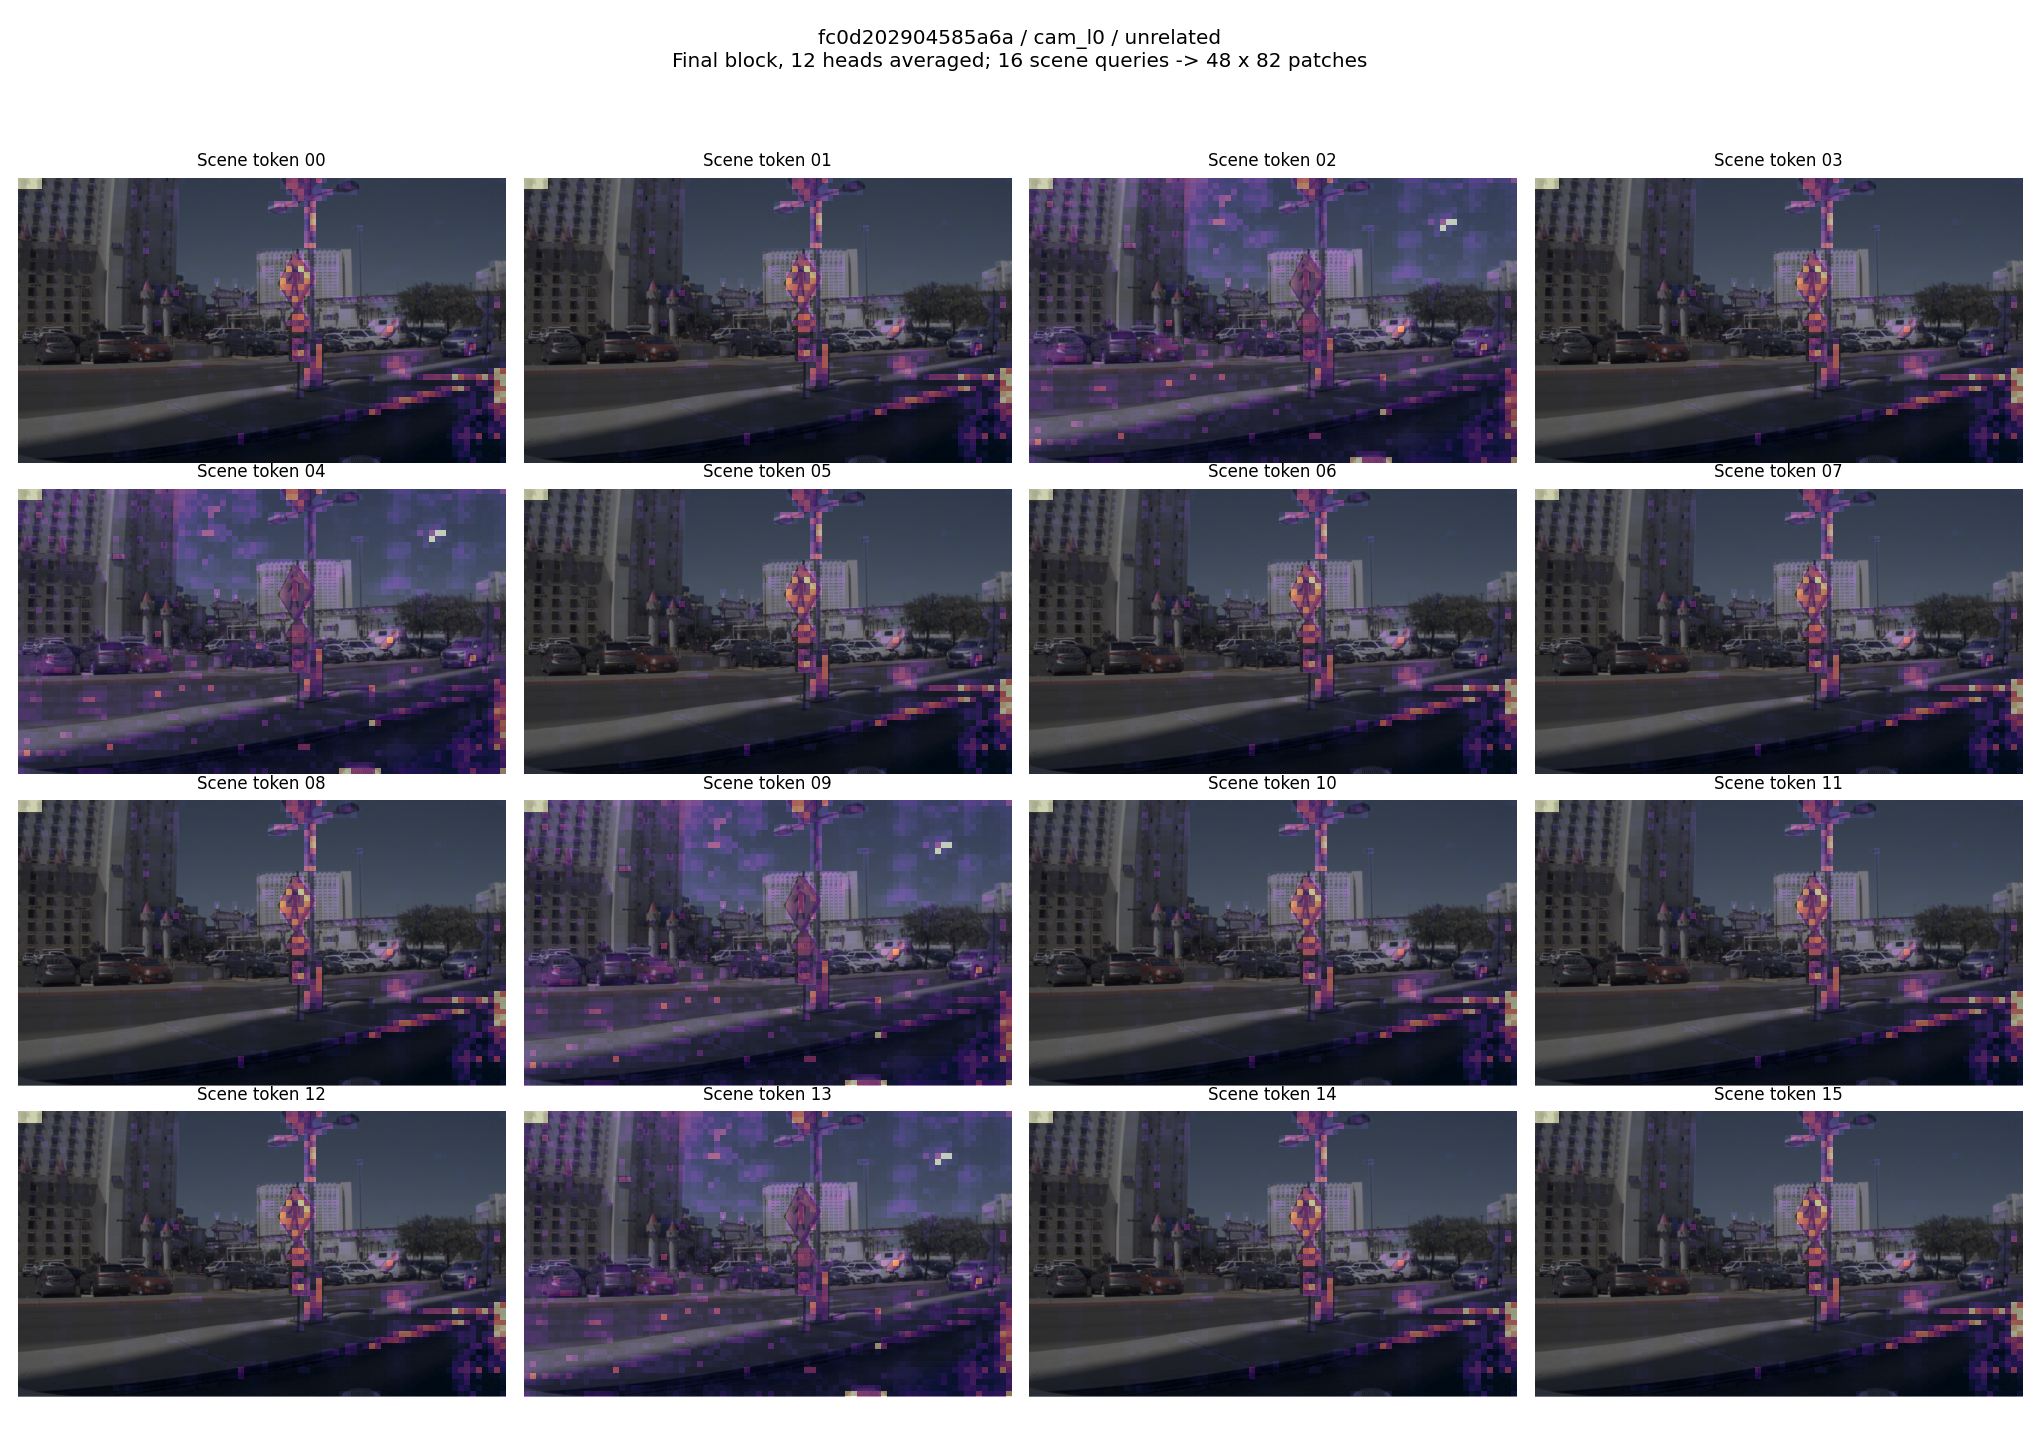 fc0d202904585a6a / cam_l0 / unrelated
Final block, 12 heads averaged; 16 scene queries -> 48 x 82 patches
Scene token 00
Scene token 01
Scene token 02
Scene token 03
Scene token 04
Scene token 05
Scene token 06
Scene token 07
Scene token 08
Scene token 09
Scene token 10
Scene token 11
Scene token 12
Scene token 13
Scene token 14
Scene token 15